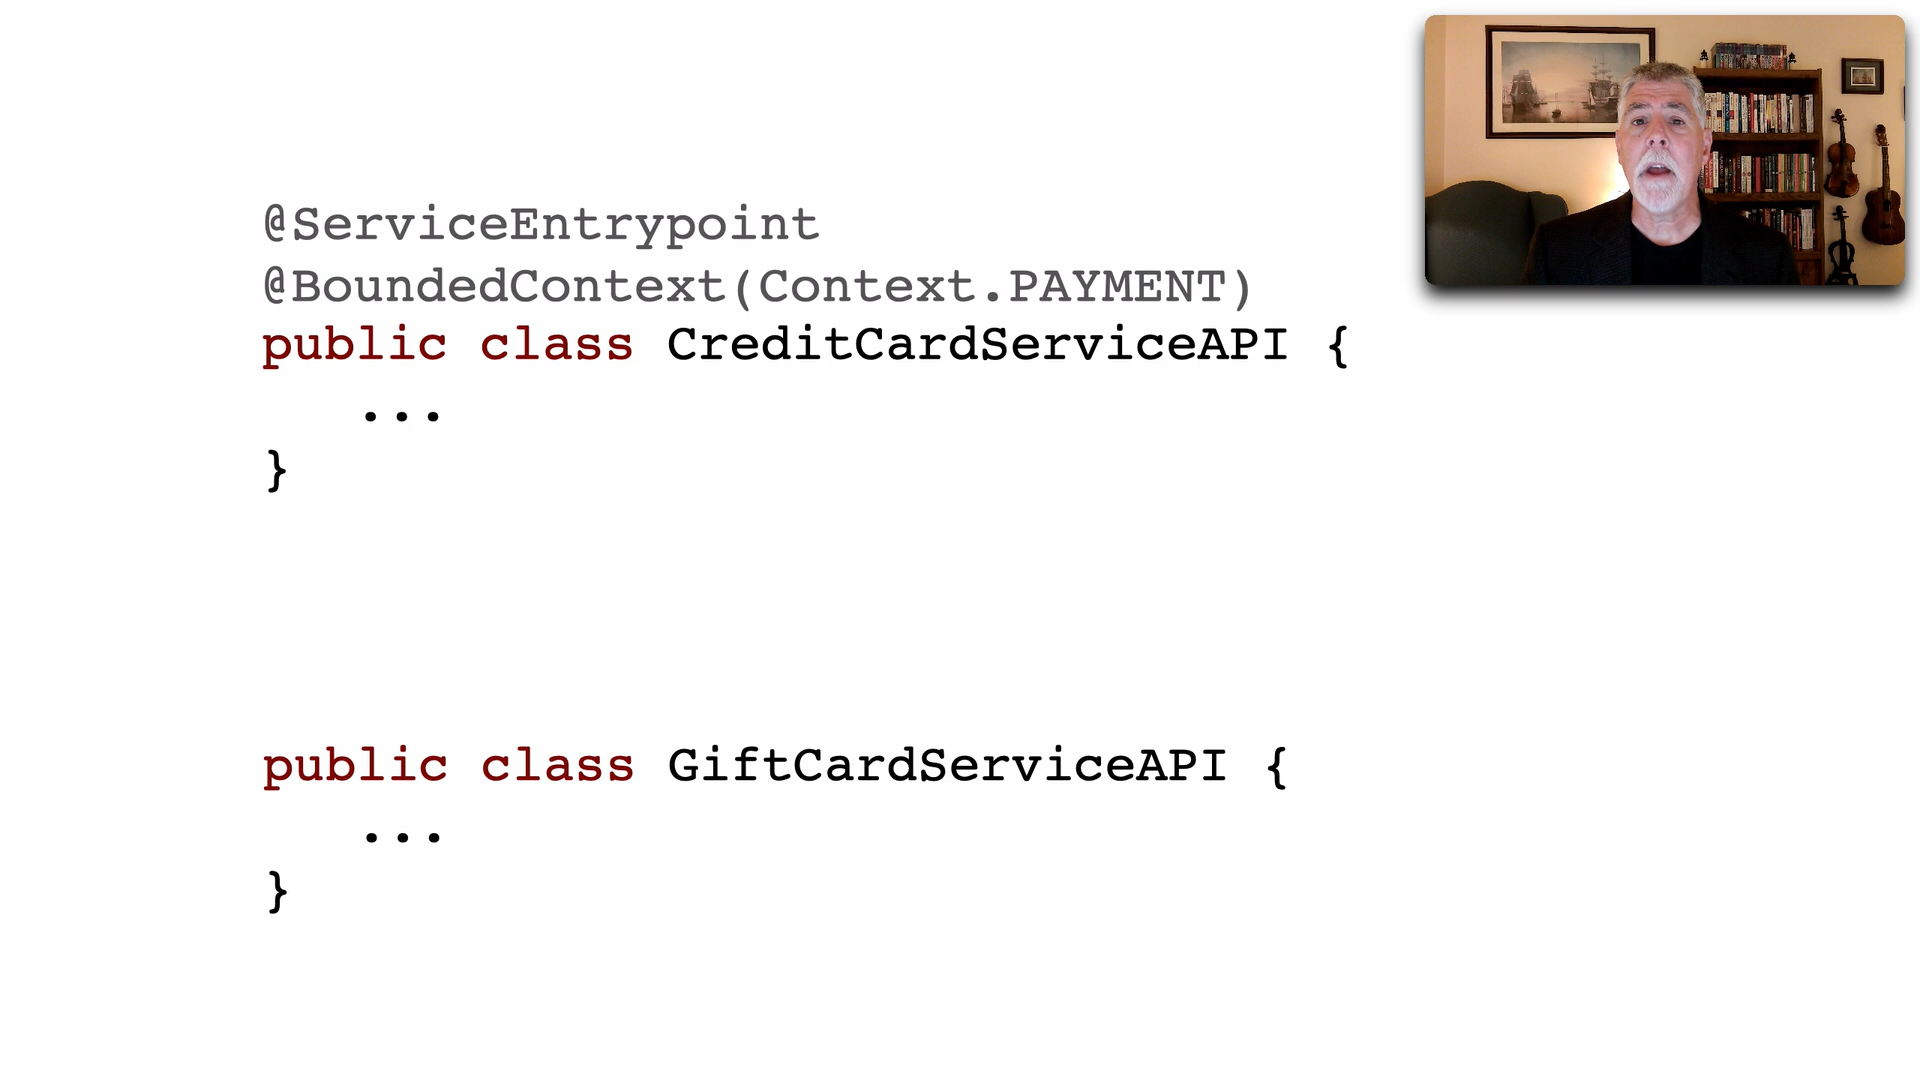 @ServiceEntrypoint
@BoundedContext(Context.PAYMENT)
public class CreditCardServiceAPI {
...
}
public class GiftCardServiceAPI {
...
}